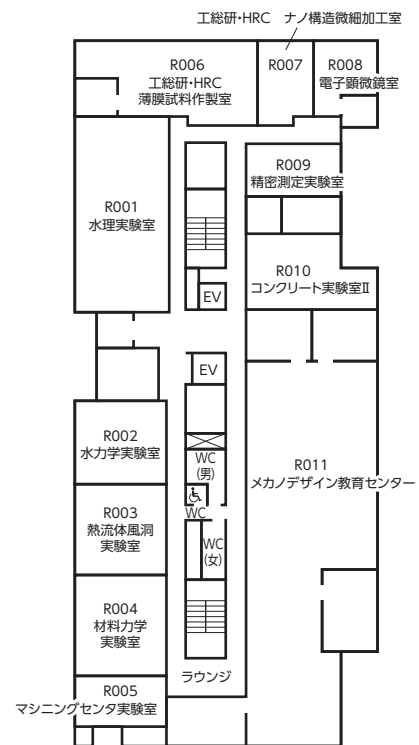 工総研・HRC ナノ構造微細加工室
R006
工総研・HRC
薄膜試料作製室
R007
R008
電子顕微鏡室
R009
精密測定実験室
R001
水理実験室
R010
コンクリート実験室Ⅱ
EV
EV
R002
水力学実験室
WC
(男)
R011
メカノデザイン教育センター
WC
R003
熱流体風洞
実験室
WC
(女)
R004
材料力学
実験室
ラウンジ
R005
マシニングセンタ実験室